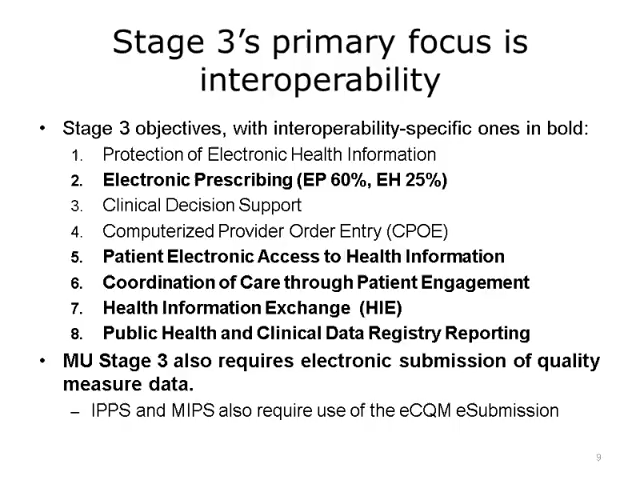 Stage 3’s primary focus is
interoperability
• Stage 3 objectives, with interoperability-specific ones in bold:
1. Protection of Electronic Health Information
2. Electronic Prescribing (EP 60%, EH 25%)
3. Clinical Decision Support
4. Computerized Provider Order Entry (CPOE)
5. Patient Electronic Access to Health Information
6. Coordination of Care through Patient Engagement
7. Health Information Exchange (HIE)
8. Public Health and Clinical Data Registry Reporting
• MU Stage 3 also requires electronic submission of quality
measure data.
– IPPS and MIPS also require use of the eCQM eSubmission
9